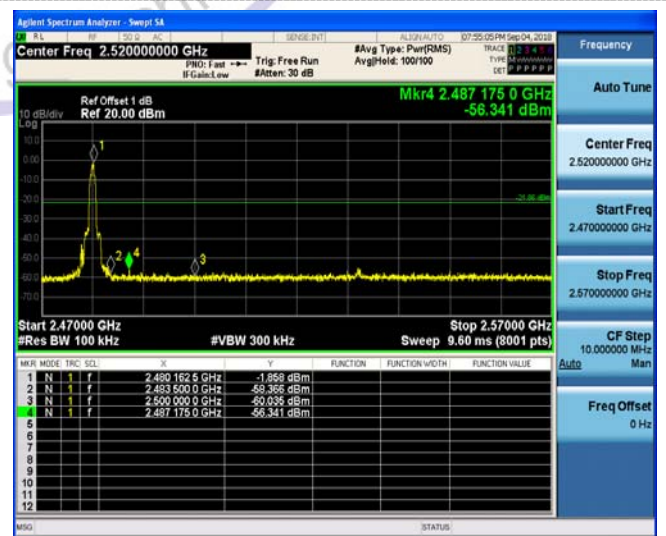 Agilent Spectrum Analyzer - Swept SA
RL RF 50 Ω AC SENSE:INT ALIGN AUTO 07:55:05 PM Sep 04, 2018
Center Freq 2.520000000 GHz
PNO: Fast
IFGain:Low
Trig: Free Run
#Atten: 30 dB
#Avg Type: Pwr(RMS)
Avg|Hold: 100/100
TRACE 1 2 3 4 5 6
TYPE
DET P P P P P P
Ref Offset 1 dB
10 dB/div Ref 20.00 dBm
Log
Mkr4 2.487 175 0 GHz
-56.341 dBm
10.0
0.00
-10.0
-20.0
-30.0
-40.0
-50.0
-60.0
-70.0
1
2
4
3
Start 2.47000 GHz
#Res BW 100 kHz
#VBW 300 kHz
Stop 2.57000 GHz
Sweep 9.60 ms (8001 pts)
MKR MODE TRC SCL X Y FUNCTION FUNCTION WIDTH FUNCTION VALUE
1 N 1 f 2.480 162 5 GHz -1.858 dBm
2 N 1 f 2.483 500 0 GHz -58.366 dBm
3 N 1 f 2.500 000 0 GHz -60.035 dBm
4 N 1 f 2.487 175 0 GHz -56.341 dBm
5
6
7
8
9
10
11
12
MSG STATUS
Frequency
Auto Tune
Center Freq
2.520000000 GHz
Start Freq
2.470000000 GHz
Stop Freq
2.570000000 GHz
CF Step
10.000000 MHz
Auto Man
Freq Offset
0 Hz